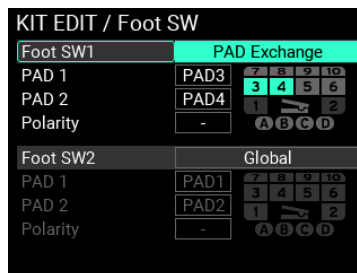 KIT EDIT / Foot SW
Foot SW1 PAD Exchange
PAD 1 PAD3 7 8 9 10
PAD 2 PAD4 3 4 5 6
Polarity - 1 2
A B C D
Foot SW2 Global
PAD 1 PAD1 7 8 9 10
PAD 2 PAD2 3 4 5 6
Polarity - 1 2
A B C D